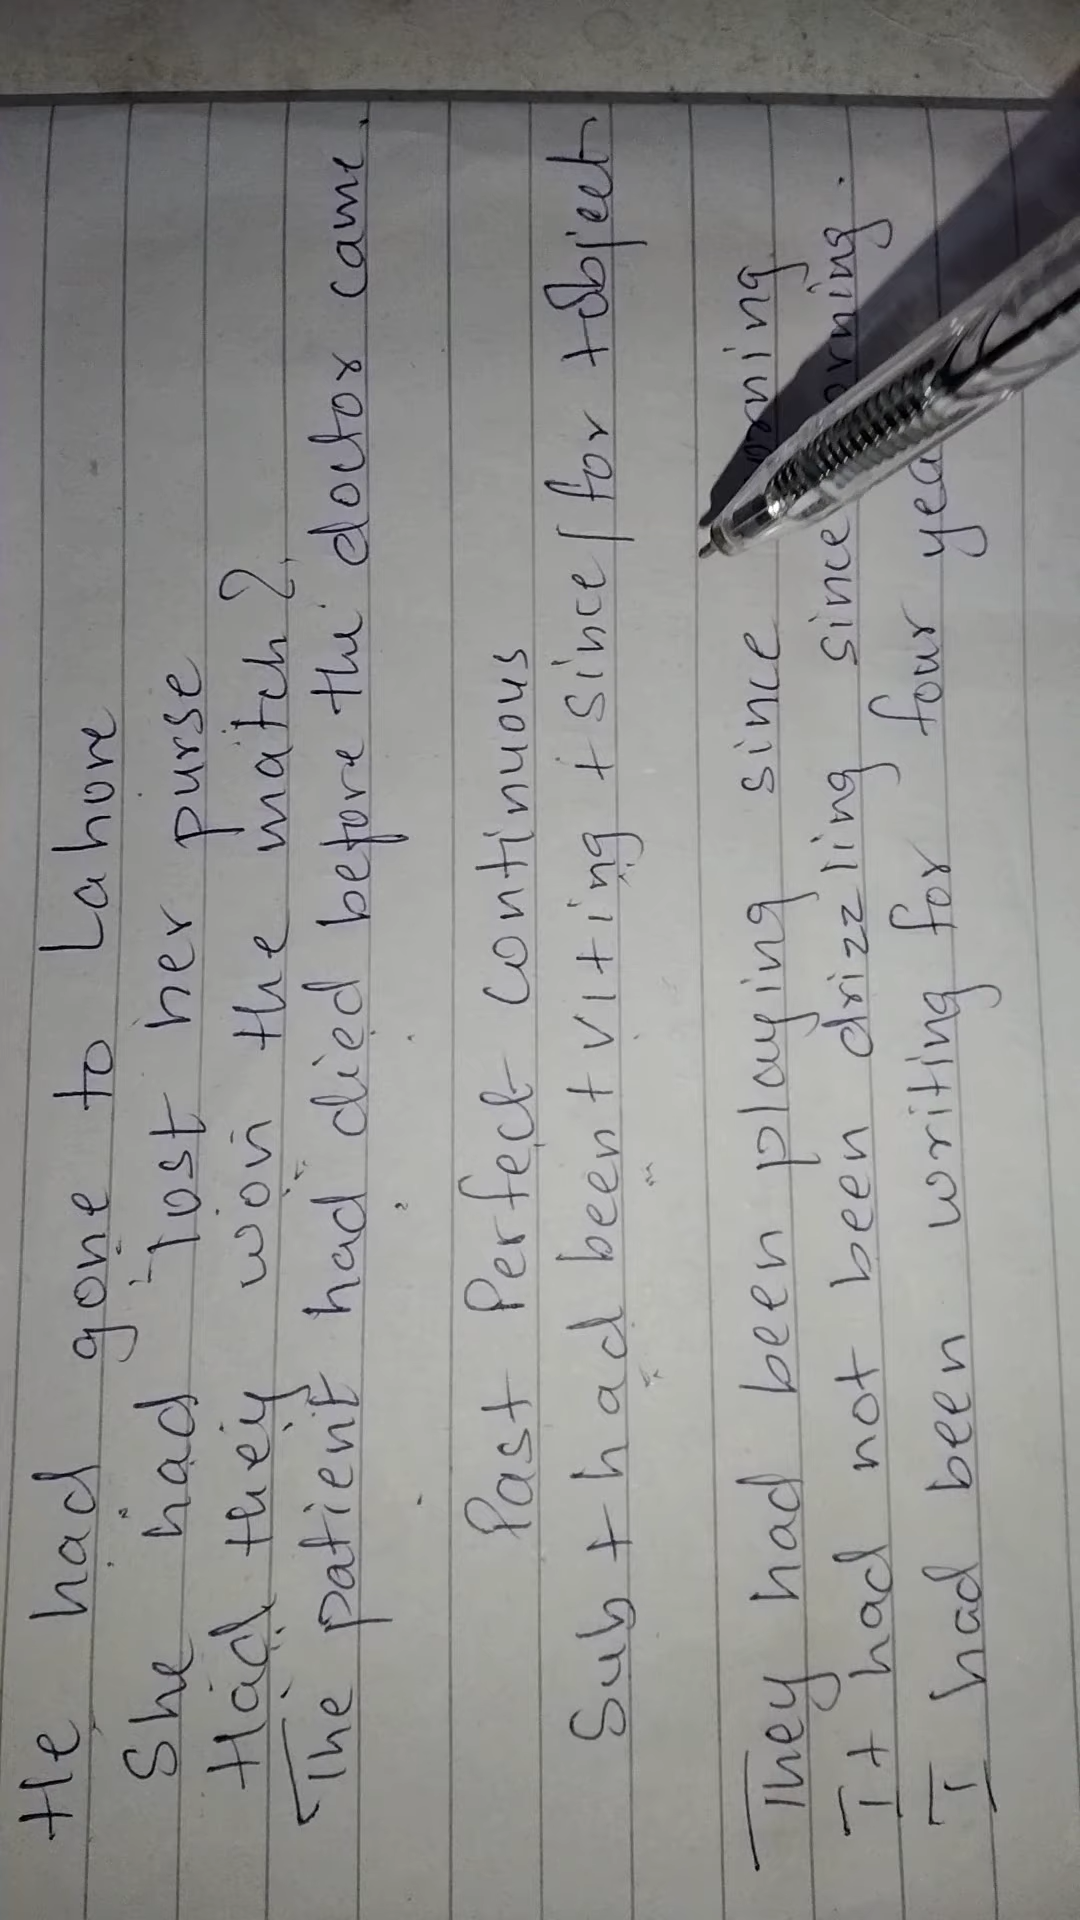 He had gone to Lahore
She had lost her purse
Had they won the match?
The patient had died before the doctor came.
Past Perfect Continuous
Sub + had been + V1 + ing + since/for + object
They had been playing since
It had not been drizzling since
I had been writing for four